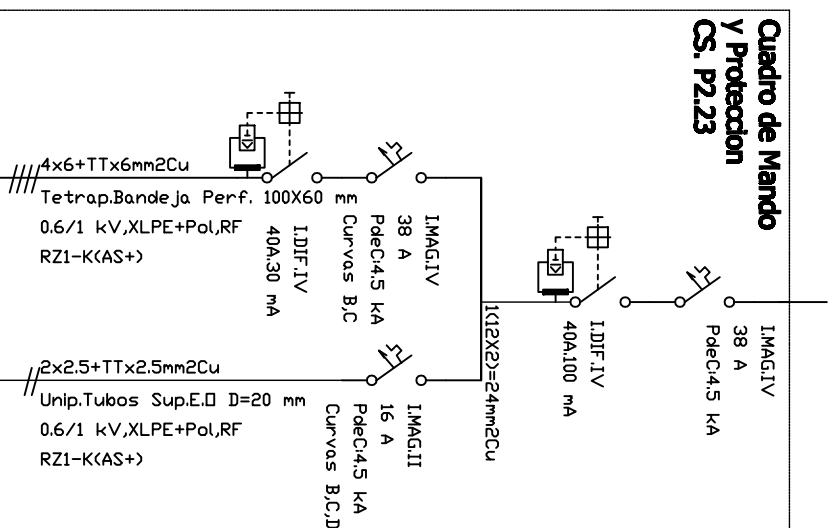 Cuadro de Mando
y Proteccion
CS. P2.23
4x6+TTx6mm2Cu
Tetrap.Bandeja Perf. 100X60 mm
0.6/1 kV,XLPE+Pol,RF
RZ1-K(AS+)
I.DIF.IV
40A.30 mA
I.MAG.IV
38 A
PdeC:4.5 kA
Curvas B,C
1(12X2)=24mm2Cu
I.DIF.IV
40A.100 mA
I.MAG.IV
38 A
PdeC:4.5 kA
2x2.5+TTx2.5mm2Cu
Unip.Tubos Sup.E.O D=20 mm
0.6/1 kV,XLPE+Pol,RF
RZ1-K(AS+)
I.MAG.II
16 A
PdeC:4.5 kA
Curvas B,C,D